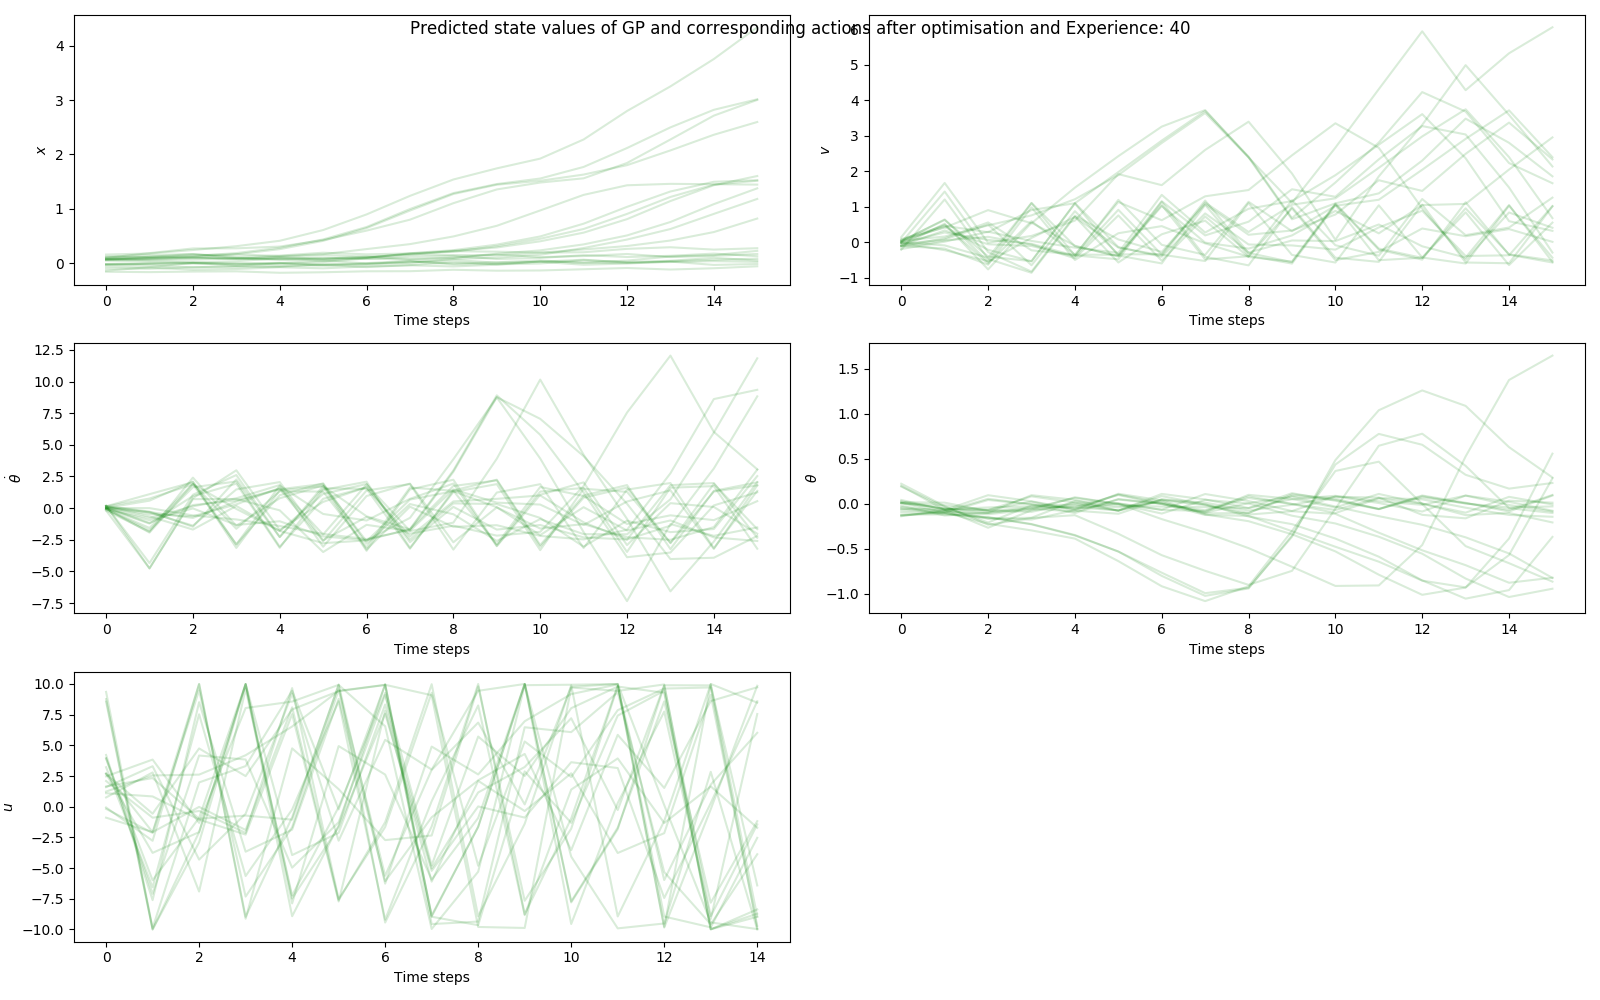 Predicted state values of GP and corresponding actions after optimisation and Experience: 40
4
3
2
1
0
x
0 2 4 6 8 10 12 14
Time steps
6
5
4
3
2
1
0
−1
v
0 2 4 6 8 10 12 14
Time steps
12.5
10.0
7.5
5.0
2.5
0.0
−2.5
−5.0
−7.5
θ̇
0 2 4 6 8 10 12 14
Time steps
1.5
1.0
0.5
0.0
−0.5
−1.0
θ
0 2 4 6 8 10 12 14
Time steps
10.0
7.5
5.0
2.5
0.0
−2.5
−5.0
−7.5
−10.0
u
0 2 4 6 8 10 12 14
Time steps